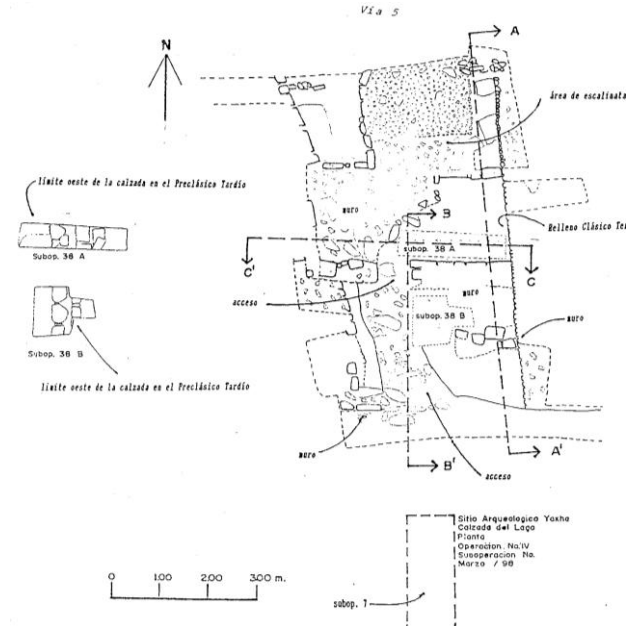 Vía 5
A
N
área de escalinata
límite oeste de la calzada en el Preclásico Tardío
U
muro
B
Relleno Clásico Ter
Subop. 38 A
subop. 38 A
C'
C
muro
acceso
subop. 38 B
muro
Subop. 38 B
límite oeste de la calzada en el Preclásico Tardío
muro
B'
A'
acceso
Sitio Arqueologico Yaxha
Calzada del Lago
Planta
Operacion. No.IV
Suboperacion No.
Marzo / 98
0 1.00 2.00 3.00 m.
subop. 7